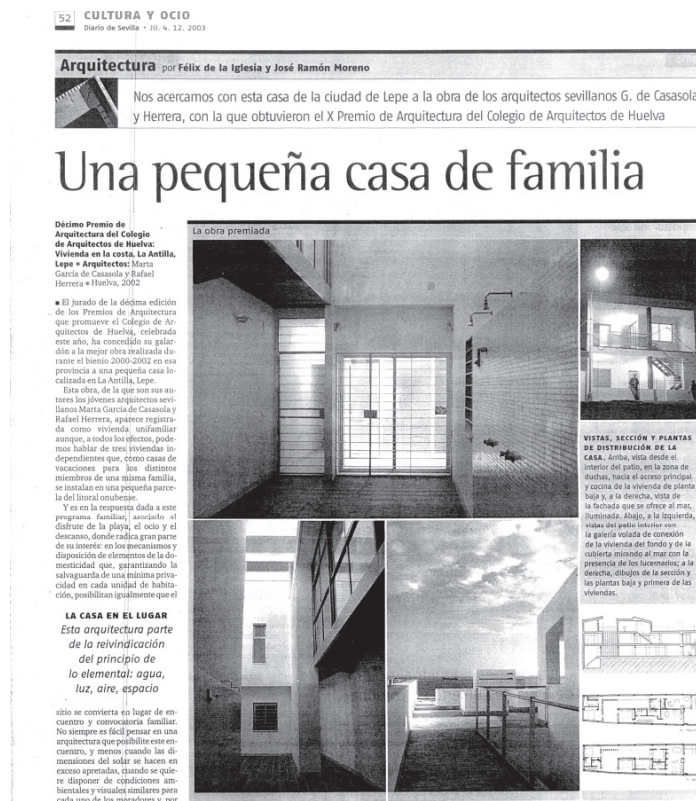 52
CULTURA Y OCIO
Diario de Sevilla • JU. 4. 12. 2003
Arquitectura por Félix de la Iglesia y José Ramón Moreno
Nos acercamos con esta casa de la ciudad de Lepe a la obra de los arquitectos sevillanos G. de Casasola
y Herrera, con la que obtuvieron el X Premio de Arquitectura del Colegio de Arquitectos de Huelva
Una pequeña casa de familia
Décimo Premio de
Arquitectura del Colegio
de Arquitectos de Huelva:
Vivienda en la costa. La Antilla,
Lepe • Arquitectos: Marta
García de Casasola y Rafael
Herrera • Huelva, 2002
■ El jurado de la décima edición
de los Premios de Arquitectura
que promueve el Colegio de Ar-
quitectos de Huelva, celebrada
este año, ha concedido su galar-
dón a la mejor obra realizada du-
rante el bienio 2000-2002 en esa
provincia a una pequeña casa lo-
calizada en La Antilla, Lepe.
Esta obra, de la que son sus au-
tores los jóvenes arquitectos sevi-
llanos Marta García de Casasola y
Rafael Herrera, aparece registra-
da como vivienda unifamiliar
aunque, a todos los efectos, pode-
mos hablar de tres viviendas in-
dependientes que, como casas de
vacaciones para los distintos
miembros de una misma familia,
se instalan en una pequeña parce-
la del litoral onubense.
Y es en la respuesta dada a este
programa familiar, asociado al
disfrute de la playa, el ocio y el
descanso, donde radica gran parte
de su interés: en los mecanismos y
disposición de elementos de la do-
mesticidad que, garantizando la
salvaguarda de una mínima priva-
cidad en cada unidad de habita-
ción, posibilitan igualmente que el
LA CASA EN EL LUGAR
Esta arquitectura parte
de la reivindicación
del principio de
lo elemental: agua,
luz, aire, espacio
sitio se convierta en lugar de en-
cuentro y convocatoria familiar.
No siempre es fácil pensar en una
arquitectura que posibilite este en-
cuentro, y menos cuando las di-
mensiones del solar se hacen en
exceso apretadas, cuando se quie-
re disponer de condiciones am-
bientales y visuales similares para
cada uno de los moradores y, por
La obra premiada
VISTAS, SECCIÓN Y PLANTAS
DE DISTRIBUCIÓN DE LA
CASA. Arriba, vista desde el
interior del patio, en la zona de
duchas, hacia el acceso principal
y cocina de la vivienda de planta
baja y, a la derecha, vista de
la fachada que se ofrece al mar,
iluminada. Abajo, a la izquierda,
vistas del patio interior con
la galería volada de conexión
de la vivienda del fondo y de la
cubierta mirando al mar con la
presencia de los lucernarios; a la
derecha, dibujos de la sección y
las plantas baja y primera de las
viviendas.